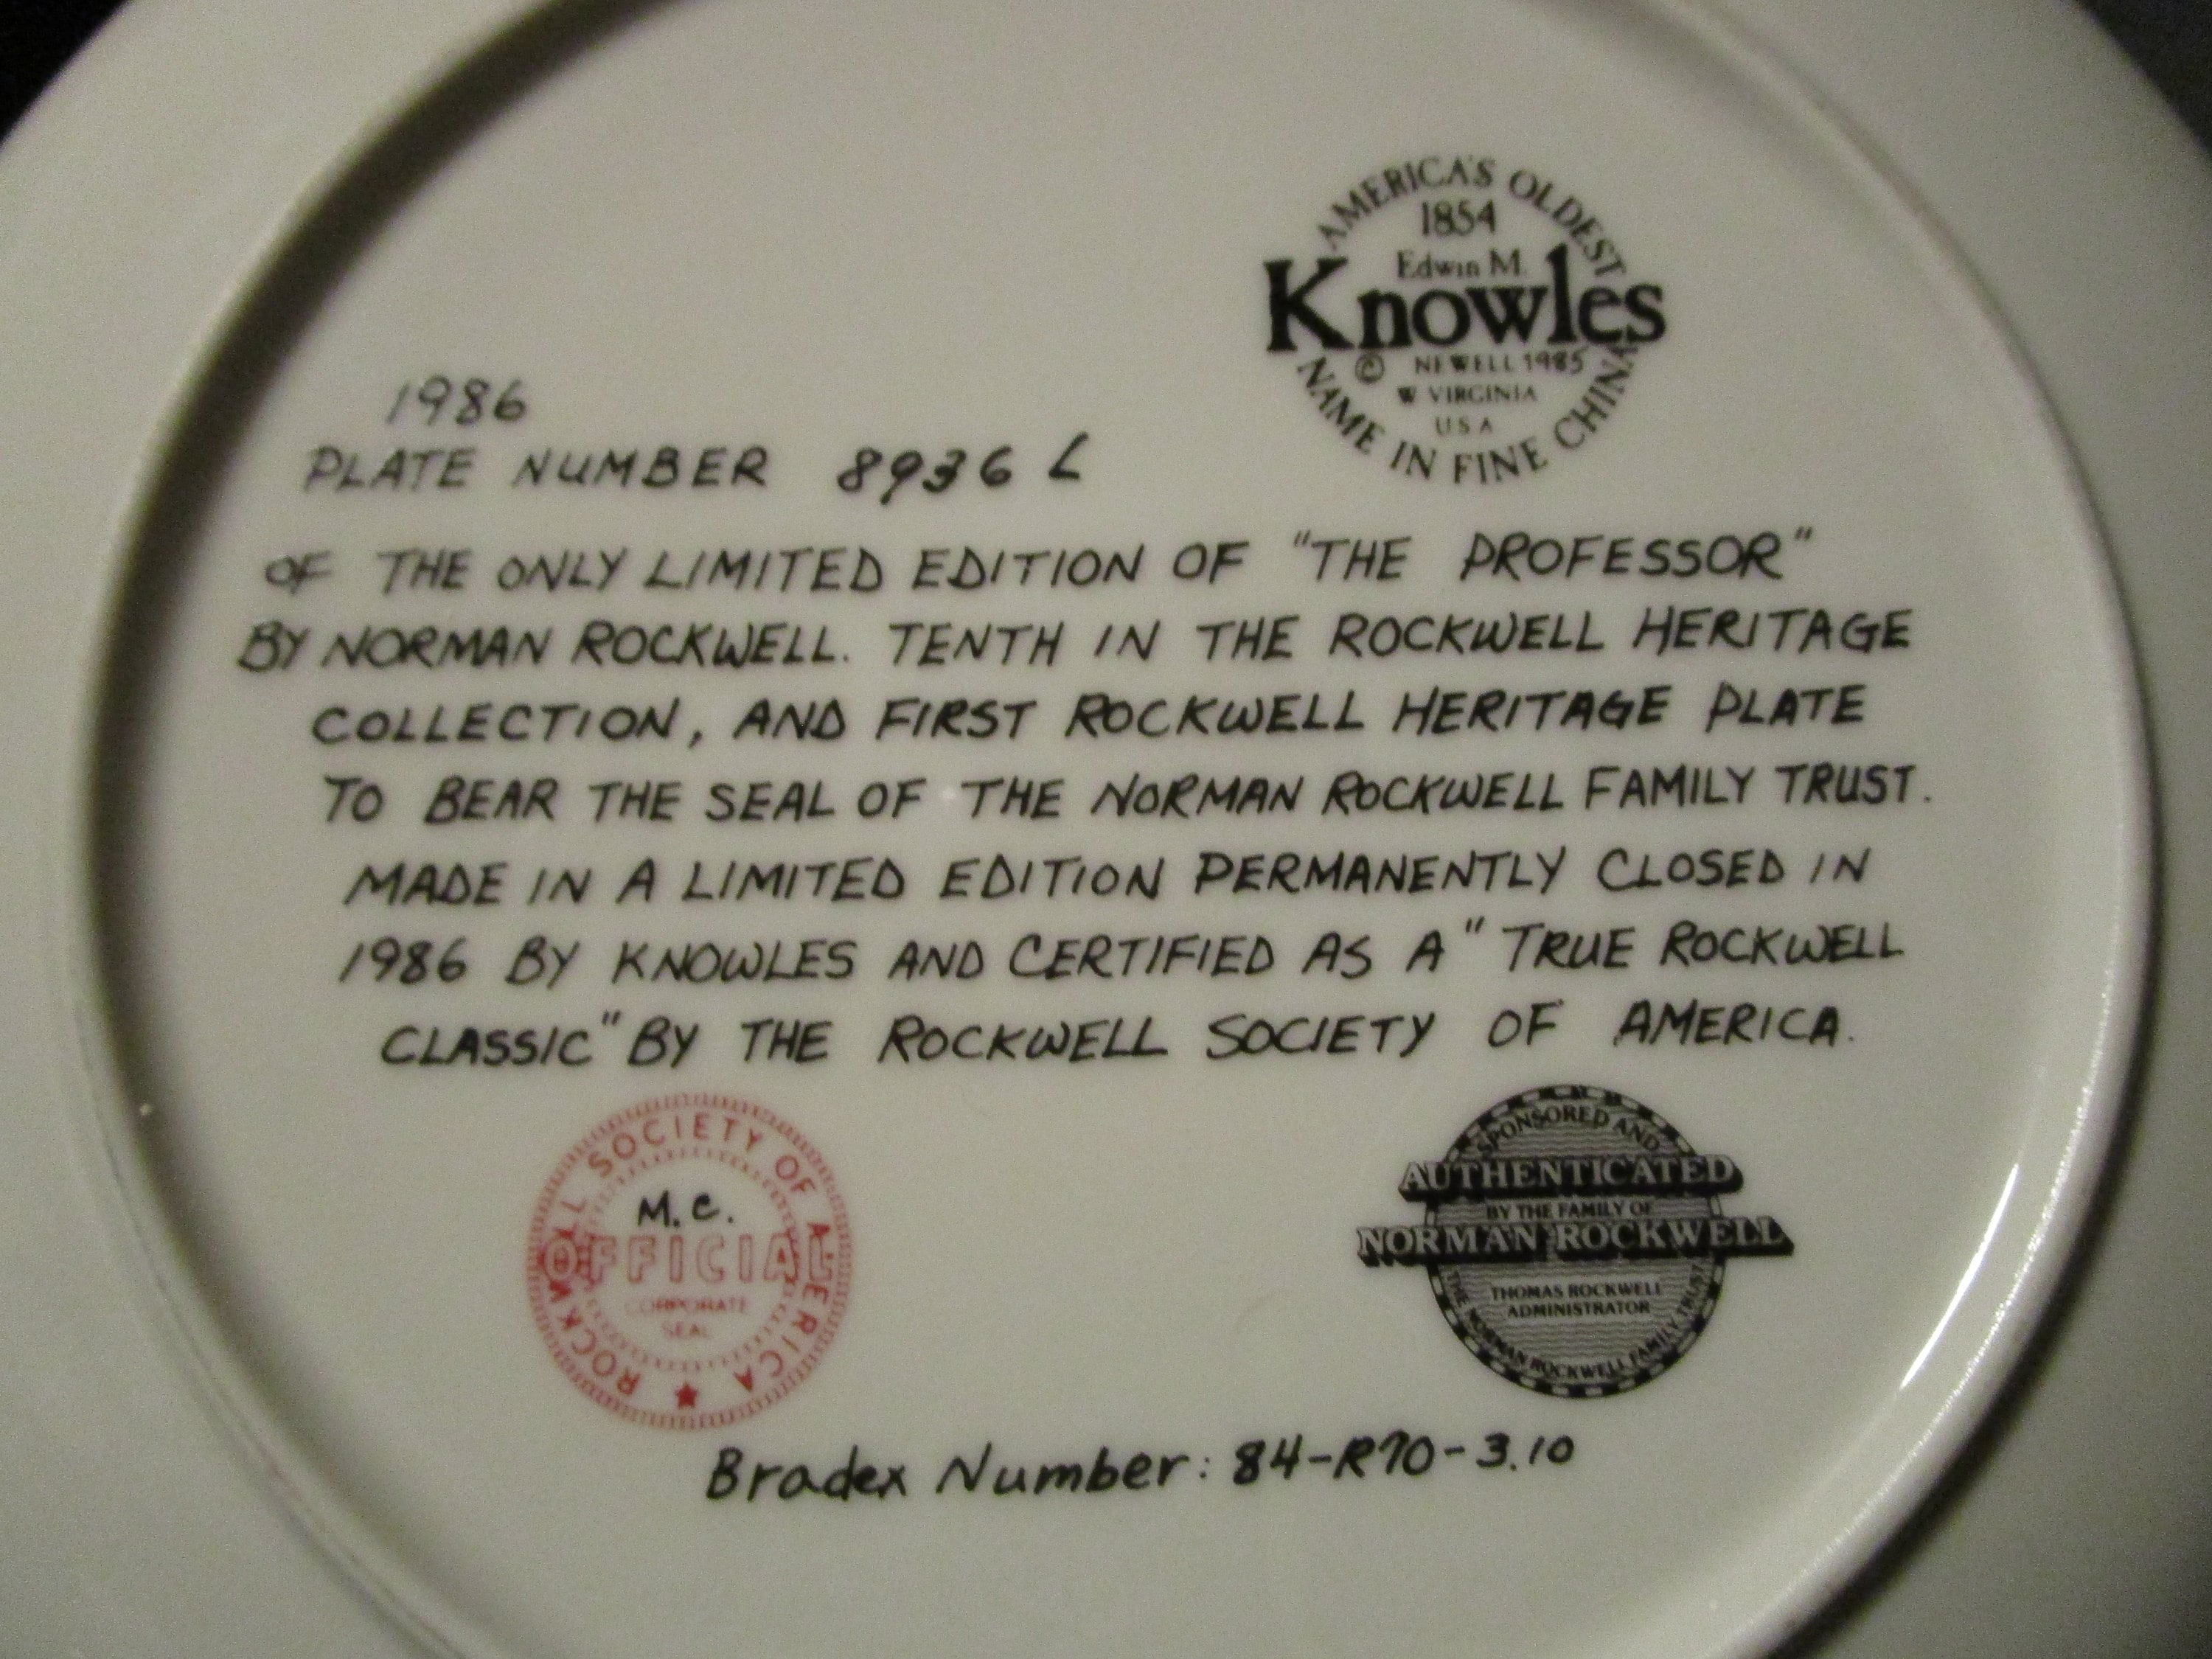 AMERICA'S OLDEST
1854
Edwin M.
Knowles
© NEWELL 1985
W VIRGINIA
USA
NAME IN FINE CHINA
1986
PLATE NUMBER 8936 L
OF THE ONLY LIMITED EDITION OF "THE PROFESSOR"
BY NORMAN ROCKWELL. TENTH IN THE ROCKWELL HERITAGE
COLLECTION, AND FIRST ROCKWELL HERITAGE PLATE
TO BEAR THE SEAL OF THE NORMAN ROCKWELL FAMILY TRUST.
MADE IN A LIMITED EDITION PERMANENTLY CLOSED IN
1986 BY KNOWLES AND CERTIFIED AS A "TRUE ROCKWELL
CLASSIC" BY THE ROCKWELL SOCIETY OF AMERICA.
ROCKWELL SOCIETY OF AMERICA
M.C.
OFFICIAL
CORPORATE
SEAL
SPONSORED AND
AUTHENTICATED
BY THE FAMILY OF
NORMAN ROCKWELL
THOMAS ROCKWELL
ADMINISTRATOR
THE NORMAN ROCKWELL FAMILY TRUST
Bradex Number: 84-R70-3.10